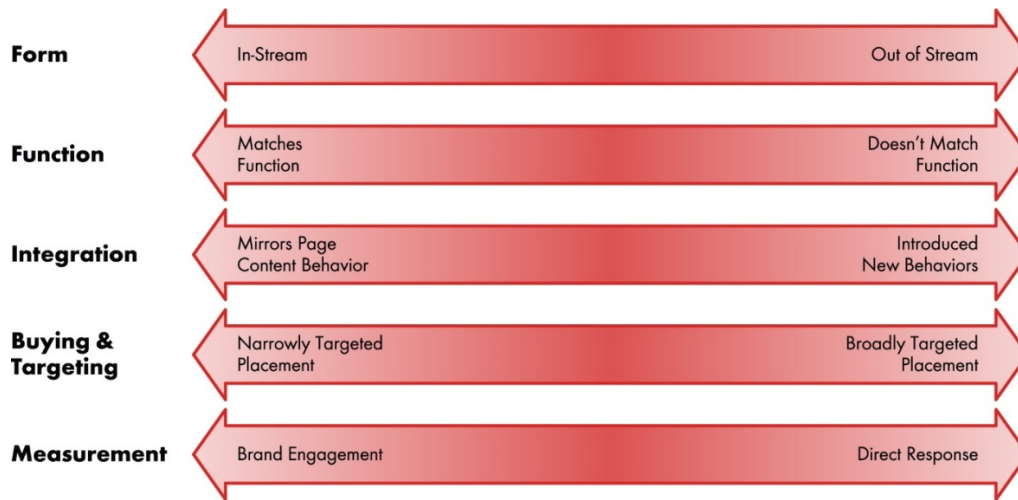 Form
In-Stream
Out of Stream
Function
Matches
Function
Doesn’t Match
Function
Integration
Mirrors Page
Content Behavior
Introduced
New Behaviors
Buying &
Targeting
Narrowly Targeted
Placement
Broadly Targeted
Placement
Measurement
Brand Engagement
Direct Response